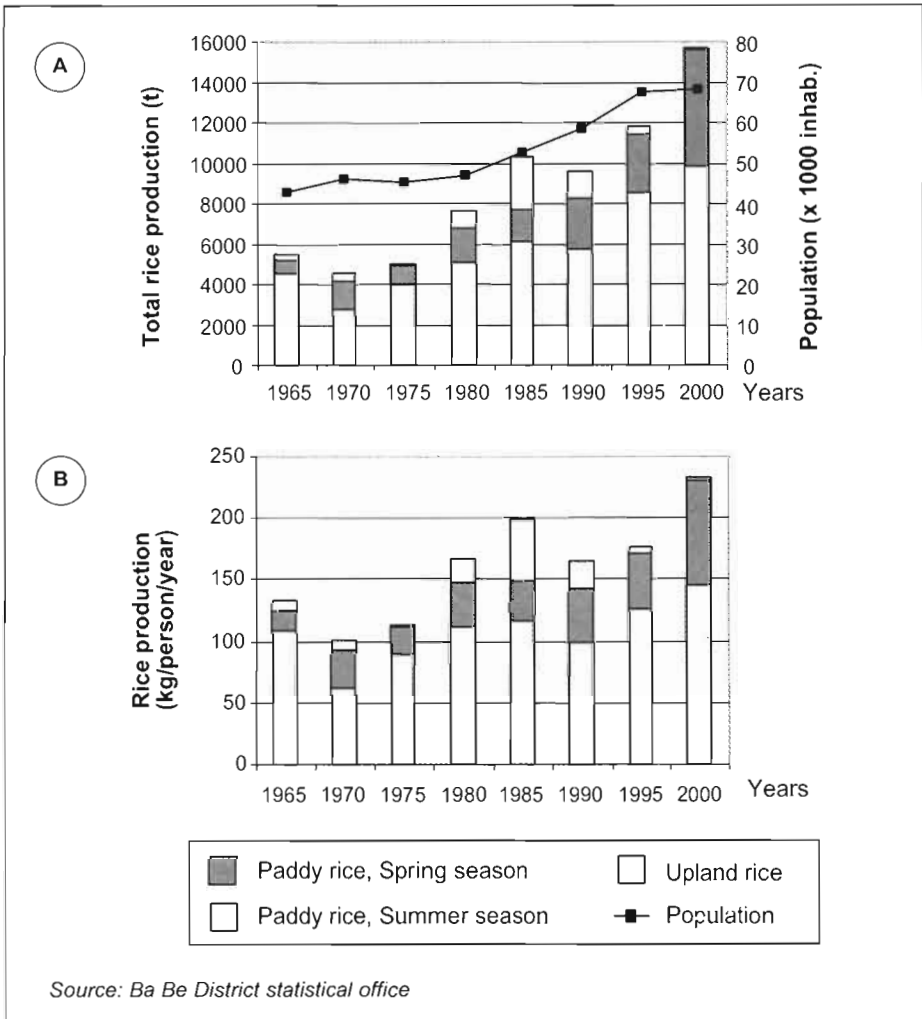 A
Total rice production (t)
16000
14000
12000
10000
8000
6000
4000
2000
0
Population (x 1000 inhab.)
80
70
60
50
40
30
20
10
0
1965 1970 1975 1980 1985 1990 1995 2000 Years
B
Rice production
(kg/person/year)
250
200
150
100
50
0
1965 1970 1975 1980 1985 1990 1995 2000 Years
Paddy rice, Spring season
Upland rice
Paddy rice, Summer season
Population
Source: Ba Be District statistical office